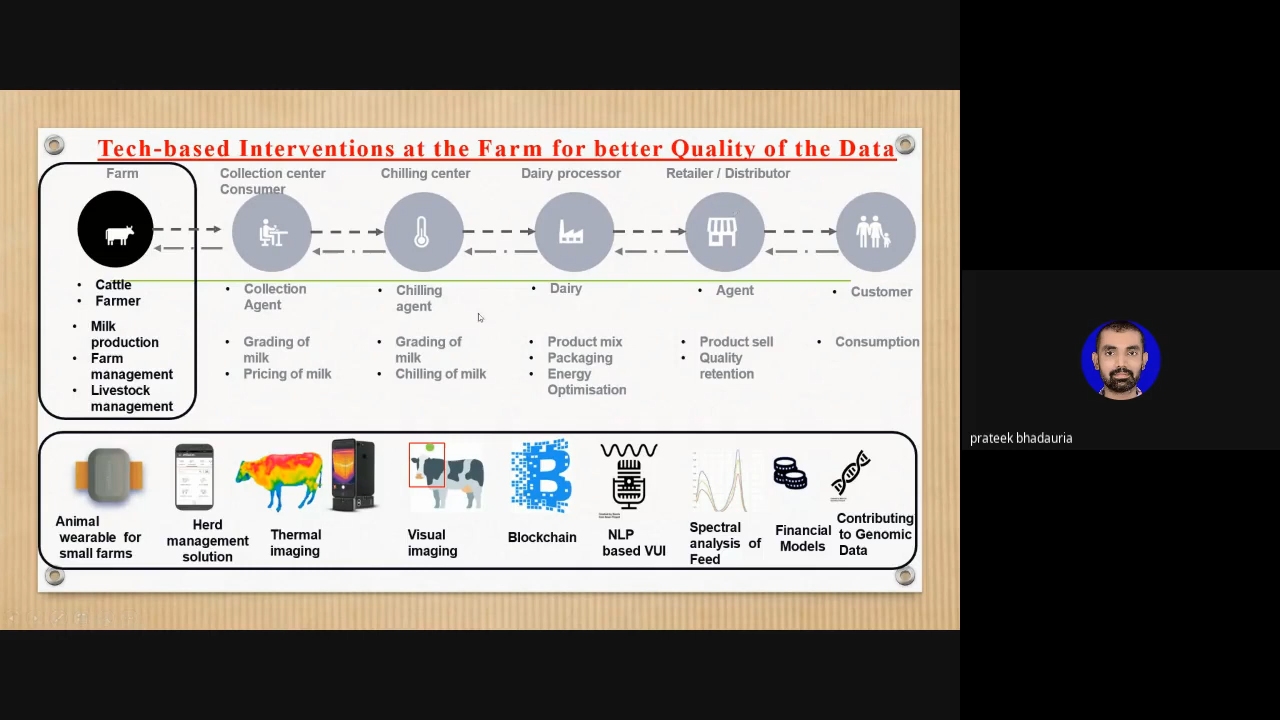 Tech-based Interventions at the Farm for better Quality of the Data
Farm
Collection center
Consumer
Chilling center
Dairy processor
Retailer / Distributor
• Cattle
• Farmer
• Milk
production
• Farm
management
• Livestock
management
• Collection
Agent
• Grading of
milk
• Pricing of milk
• Chilling
agent
• Grading of
milk
• Chilling of milk
• Dairy
• Product mix
• Packaging
• Energy
Optimisation
• Agent
• Product sell
• Quality
retention
• Customer
• Consumption
Animal
wearable for
small farms
Herd
management
solution
Thermal
imaging
Visual
imaging
Blockchain
NLP
based VUI
Spectral
analysis of
Feed
Financial
Models
Contributing
to Genomic
Data
prateek bhadauria